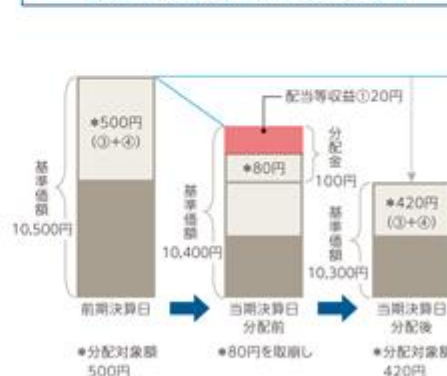 配当等収益①20円
＊500円
(③+④)
分配金
100円
＊80円
基準価額
10,500円
基準価額
10,400円
基準価額
10,300円
＊420円
(③+④)
前期決算日
当期決算日
分配前
当期決算日
分配後
＊分配対象額
500円
＊80円を取崩し
＊分配対象額
420円